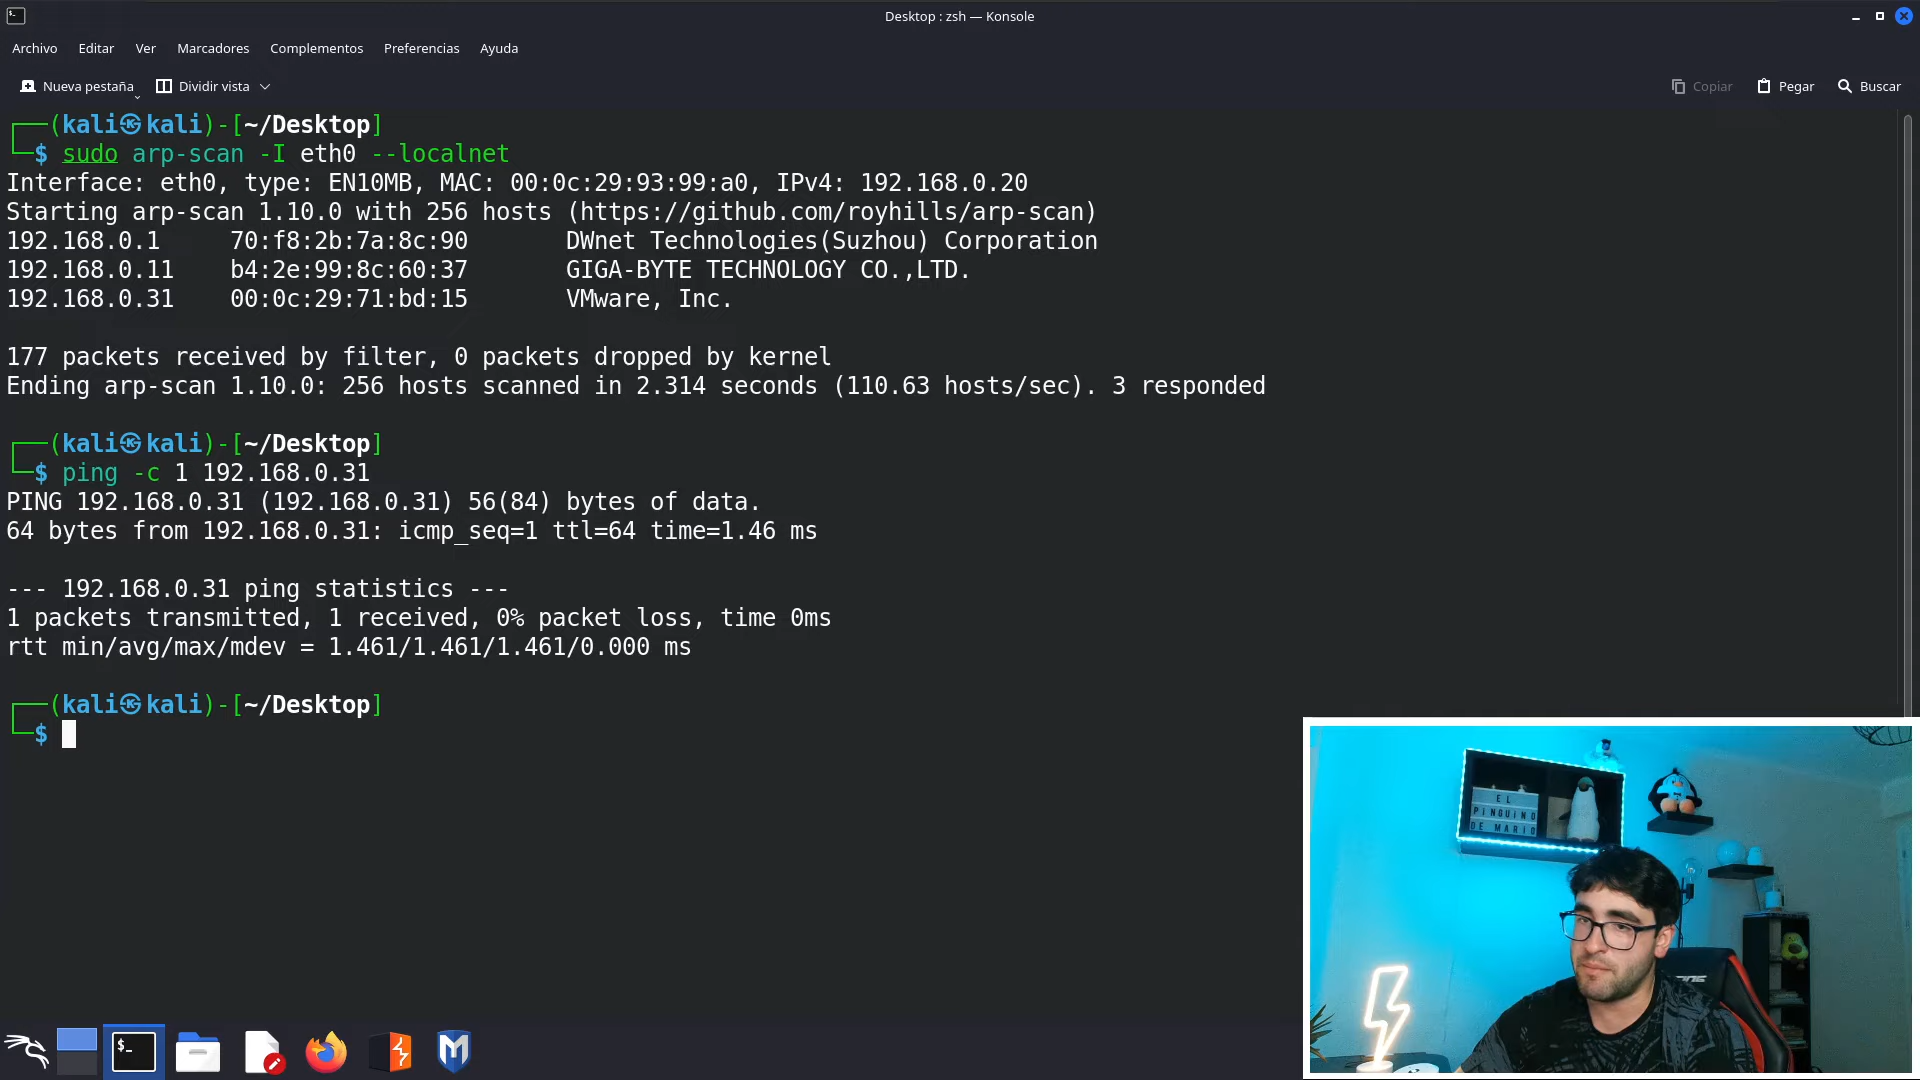 Desktop : zsh — Konsole
Archivo Editar Ver Marcadores Complementos Preferencias Ayuda
Nueva pestaña Dividir vista Copiar Pegar Buscar
┌──(kali㉿kali)-[~/Desktop]
└─$ sudo arp-scan -I eth0 --localnet
Interface: eth0, type: EN10MB, MAC: 00:0c:29:93:99:a0, IPv4: 192.168.0.20
Starting arp-scan 1.10.0 with 256 hosts (https://github.com/royhills/arp-scan)
192.168.0.1 70:f8:2b:7a:8c:90 DWnet Technologies(Suzhou) Corporation
192.168.0.11 b4:2e:99:8c:60:37 GIGA-BYTE TECHNOLOGY CO.,LTD.
192.168.0.31 00:0c:29:71:bd:15 VMware, Inc.
177 packets received by filter, 0 packets dropped by kernel
Ending arp-scan 1.10.0: 256 hosts scanned in 2.314 seconds (110.63 hosts/sec). 3 responded
┌──(kali㉿kali)-[~/Desktop]
└─$ ping -c 1 192.168.0.31
PING 192.168.0.31 (192.168.0.31) 56(84) bytes of data.
64 bytes from 192.168.0.31: icmp_seq=1 ttl=64 time=1.46 ms
--- 192.168.0.31 ping statistics ---
1 packets transmitted, 1 received, 0% packet loss, time 0ms
rtt min/avg/max/mdev = 1.461/1.461/1.461/0.000 ms
┌──(kali㉿kali)-[~/Desktop]
└─$
EL
PINGUINO
DE MARIO